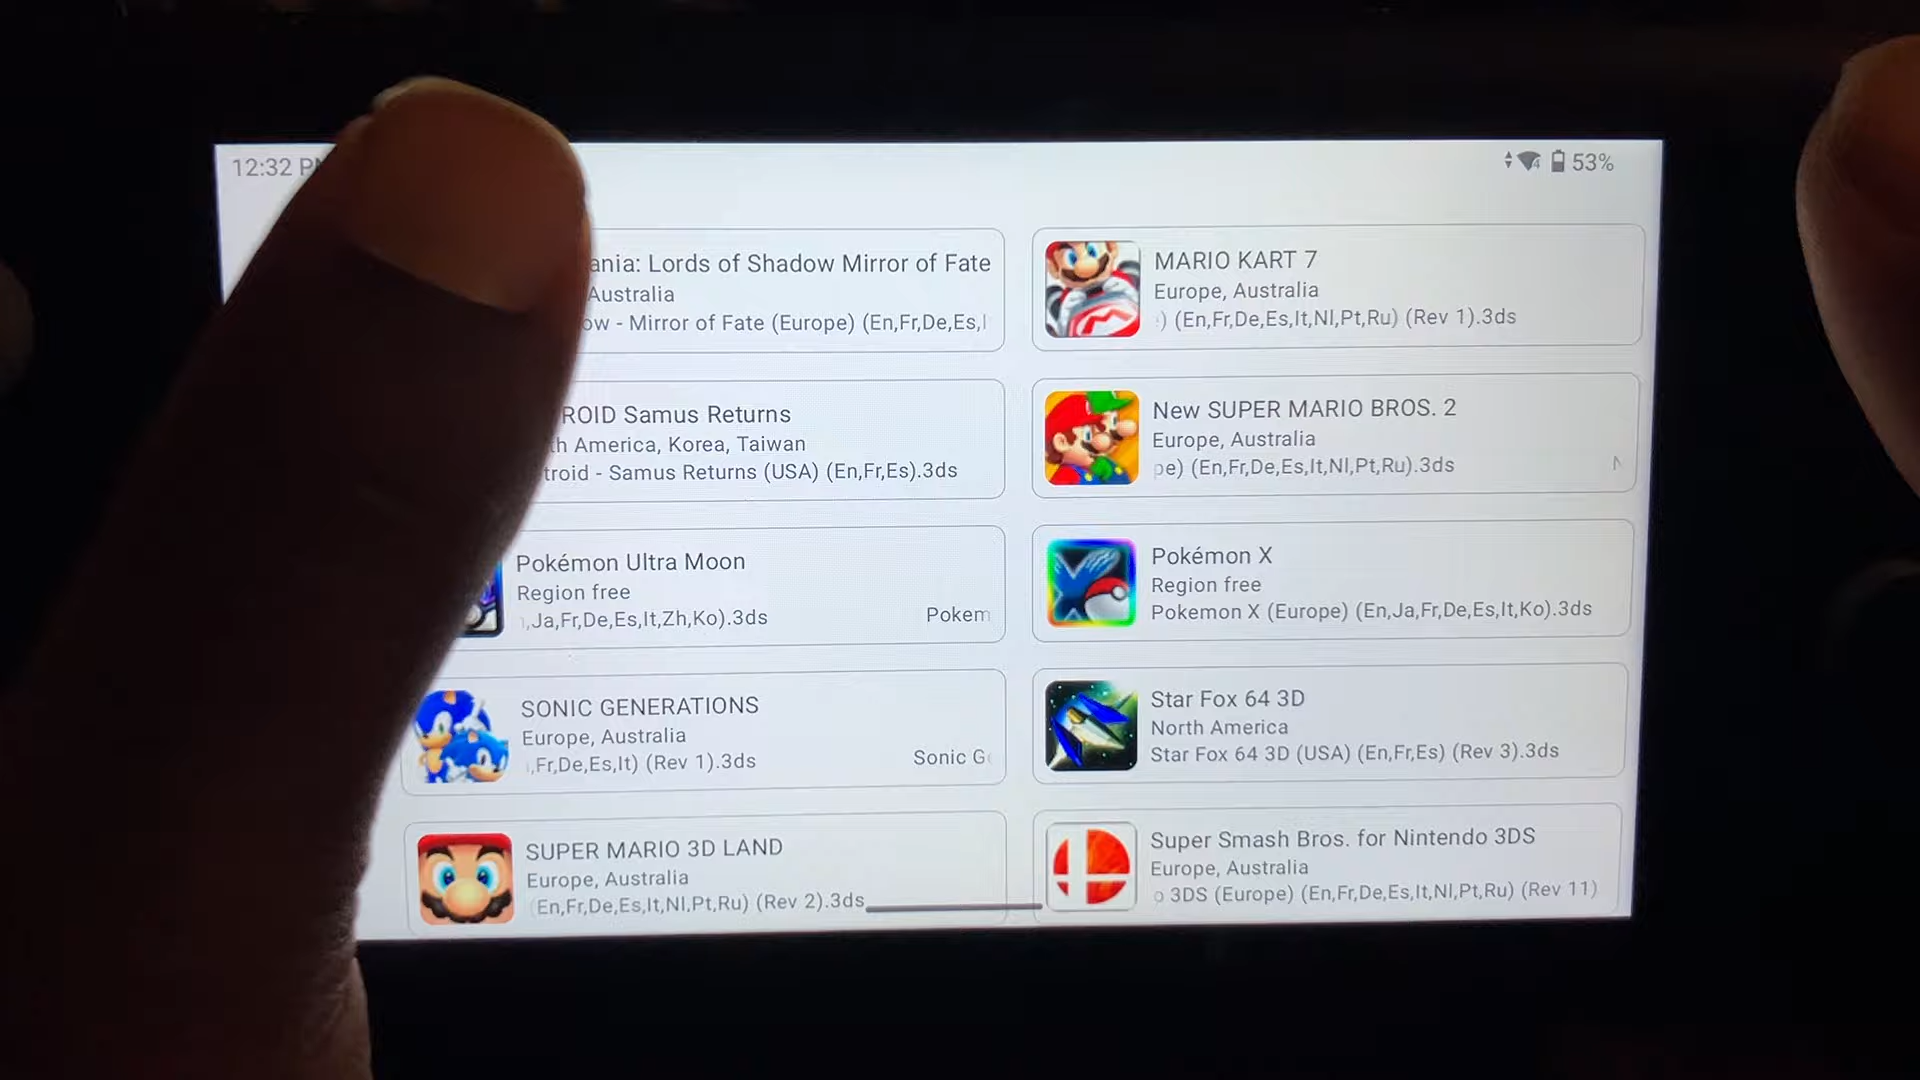 12:32
53%
ania: Lords of Shadow Mirror of Fate
Australia
ow - Mirror of Fate (Europe) (En,Fr,De,Es,I
MARIO KART 7
Europe, Australia
) (En,Fr,De,Es,It,Nl,Pt,Ru) (Rev 1).3ds
ROID Samus Returns
th America, Korea, Taiwan
troid - Samus Returns (USA) (En,Fr,Es).3ds
New SUPER MARIO BROS. 2
Europe, Australia
pe) (En,Fr,De,Es,It,Nl,Pt,Ru).3ds N
Pokémon Ultra Moon
Region free
,Ja,Fr,De,Es,It,Zh,Ko).3ds Pokem
Pokémon X
Region free
Pokemon X (Europe) (En,Ja,Fr,De,Es,It,Ko).3ds
SONIC GENERATIONS
Europe, Australia
,Fr,De,Es,It) (Rev 1).3ds Sonic G
Star Fox 64 3D
North America
Star Fox 64 3D (USA) (En,Fr,Es) (Rev 3).3ds
SUPER MARIO 3D LAND
Europe, Australia
(En,Fr,De,Es,It,Nl,Pt,Ru) (Rev 2).3ds
Super Smash Bros. for Nintendo 3DS
Europe, Australia
o 3DS (Europe) (En,Fr,De,Es,It,Nl,Pt,Ru) (Rev 11)